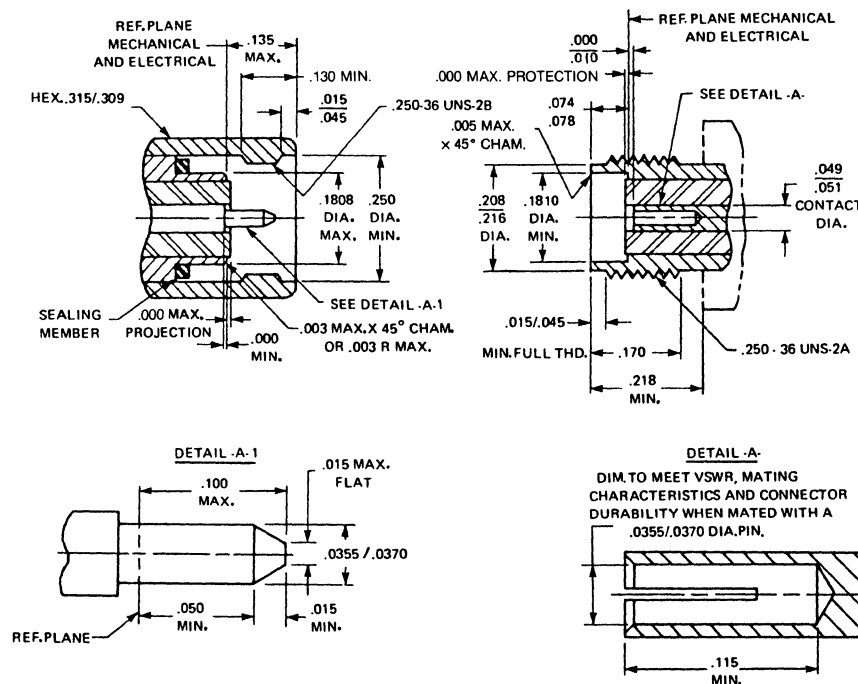 REF. PLANE
MECHANICAL
AND ELECTRICAL
.135
MAX.
.130 MIN.
HEX. .315/.309
.015
.045
.250-36 UNS-2B
.1808
DIA.
MAX.
.250
DIA.
MIN.
SEALING
MEMBER
.000 MAX.
PROJECTION
.000
MIN.
SEE DETAIL -A-1
.003 MAX. X 45° CHAM.
OR .003 R MAX.
REF. PLANE MECHANICAL
AND ELECTRICAL
.000
.010
.000 MAX. PROTECTION
SEE DETAIL -A-
.074
.078
.005 MAX.
× 45° CHAM.
.049
.051
CONTACT
DIA.
.208
.216
DIA.
.1810
DIA.
MIN.
.015/.045
MIN. FULL THD.
.170
.250-36 UNS-2A
.218
MIN.
DETAIL -A-1
.100
MAX.
.015 MAX.
FLAT
.0355/.0370
.050
MIN.
.015
MIN.
REF. PLANE
DETAIL -A-
DIM. TO MEET VSWR, MATING
CHARACTERISTICS AND CONNECTOR
DURABILITY WHEN MATED WITH A
.0355/.0370 DIA. PIN.
.115
MIN.